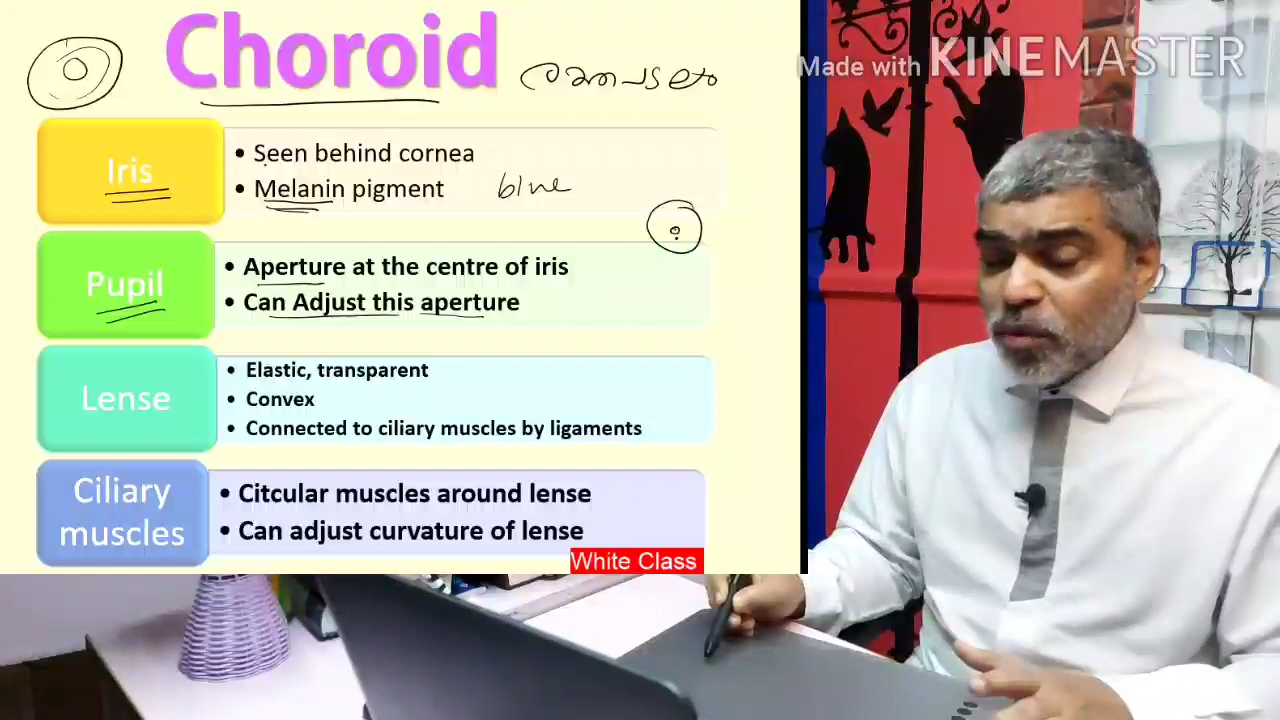 Choroid
രക്തപടലം
Made with KINEMASTER
Iris
• Seen behind cornea
• Melanin pigment
blue
Pupil
• Aperture at the centre of iris
• Can Adjust this aperture
Lense
• Elastic, transparent
• Convex
• Connected to ciliary muscles by ligaments
Ciliary
muscles
• Citcular muscles around lense
• Can adjust curvature of lense
White Class